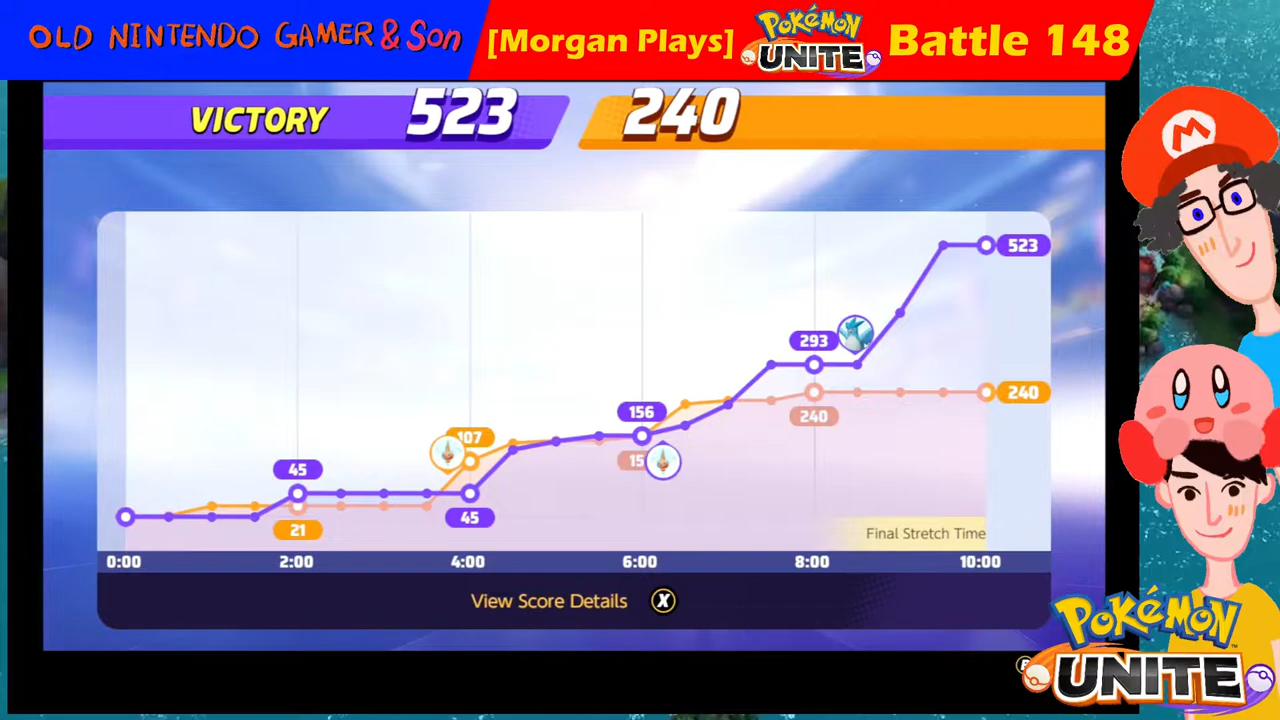 OLD NINTENDO GAMER & Son
[Morgan Plays] POKéMON UNITE Battle 148
VICTORY 523 240
523
293
156
240
107
240
45
15
21
45
Final Stretch Time
0:00 2:00 4:00 6:00 8:00 10:00
View Score Details X
POKéMON
UNITE
M